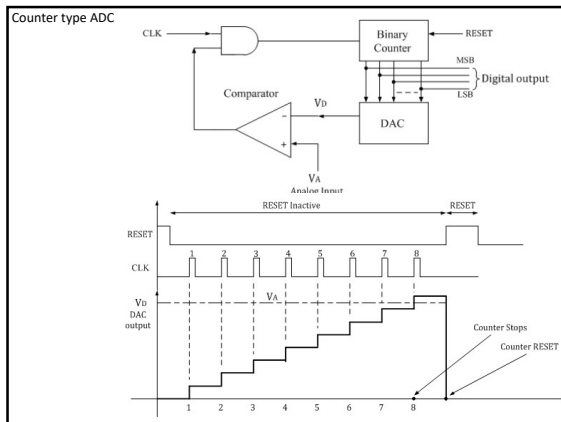 Counter type ADC
CLK
Binary
Counter
RESET
MSB
Digital output
LSB
Comparator
VD
DAC
VA
Analog Input
RESET Inactive
RESET
RESET
CLK
1 2 3 4 5 6 7 8
VD
DAC
output
VA
Counter Stops
Counter RESET
1 2 3 4 5 6 7 8